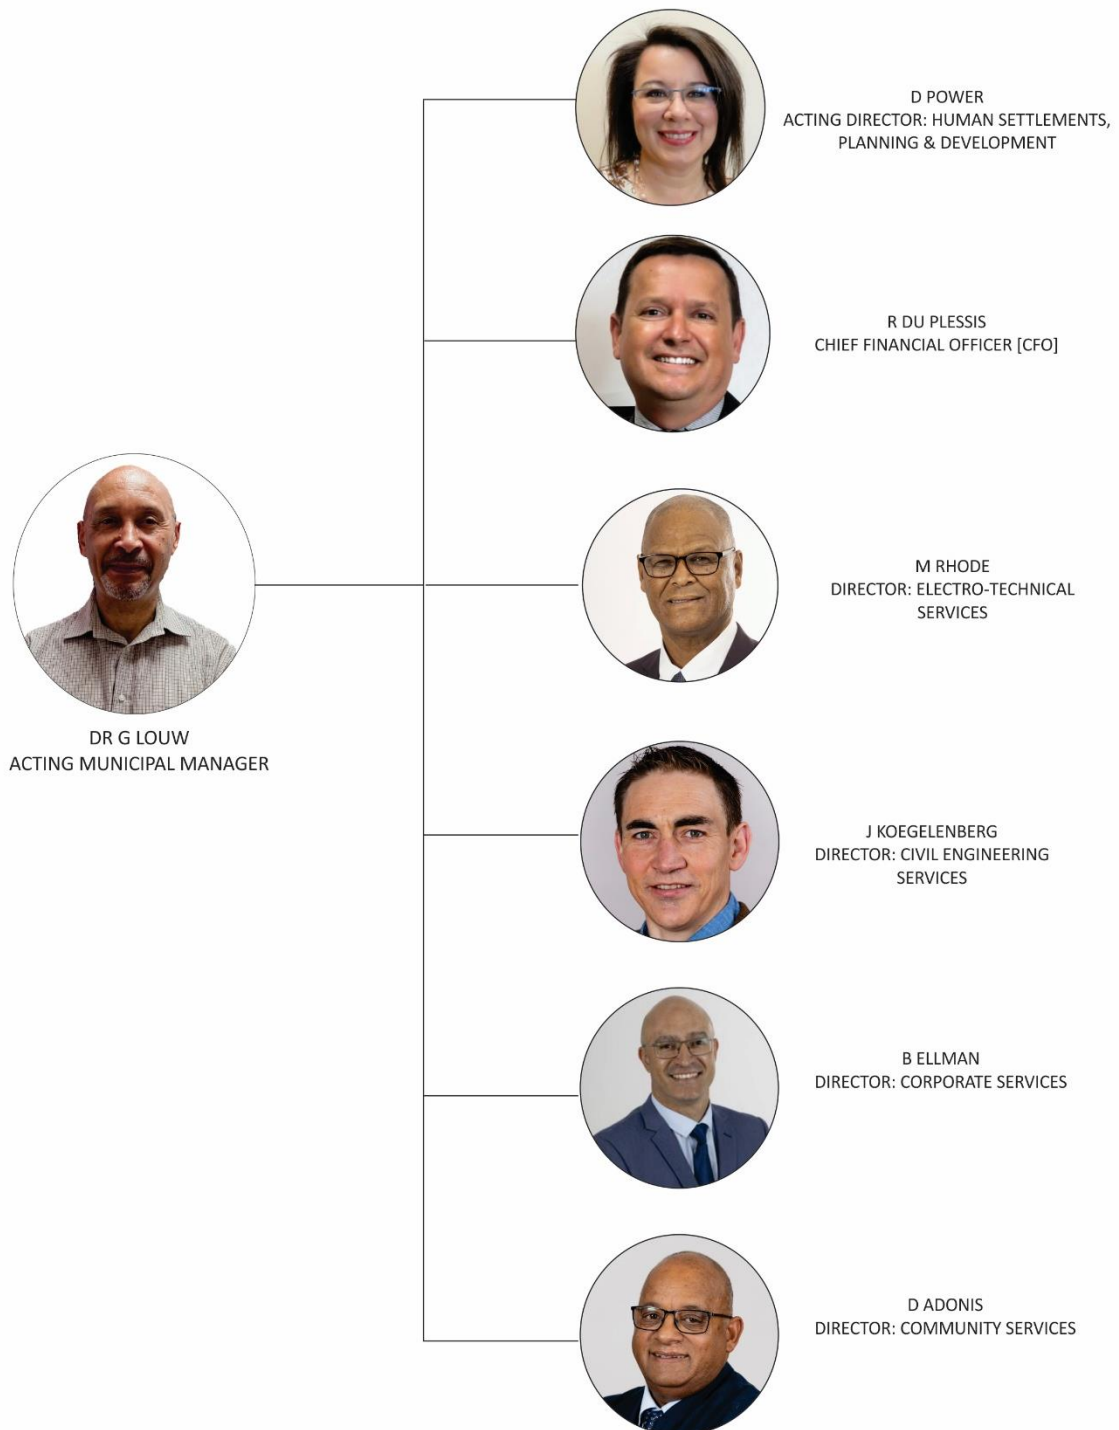 D POWER
ACTING DIRECTOR: HUMAN SETTLEMENTS,
PLANNING & DEVELOPMENT
R DU PLESSIS
CHIEF FINANCIAL OFFICER [CFO]
M RHODE
DIRECTOR: ELECTRO-TECHNICAL
SERVICES
DR G LOUW
ACTING MUNICIPAL MANAGER
J KOEGELENBERG
DIRECTOR: CIVIL ENGINEERING
SERVICES
B ELLMAN
DIRECTOR: CORPORATE SERVICES
D ADONIS
DIRECTOR: COMMUNITY SERVICES